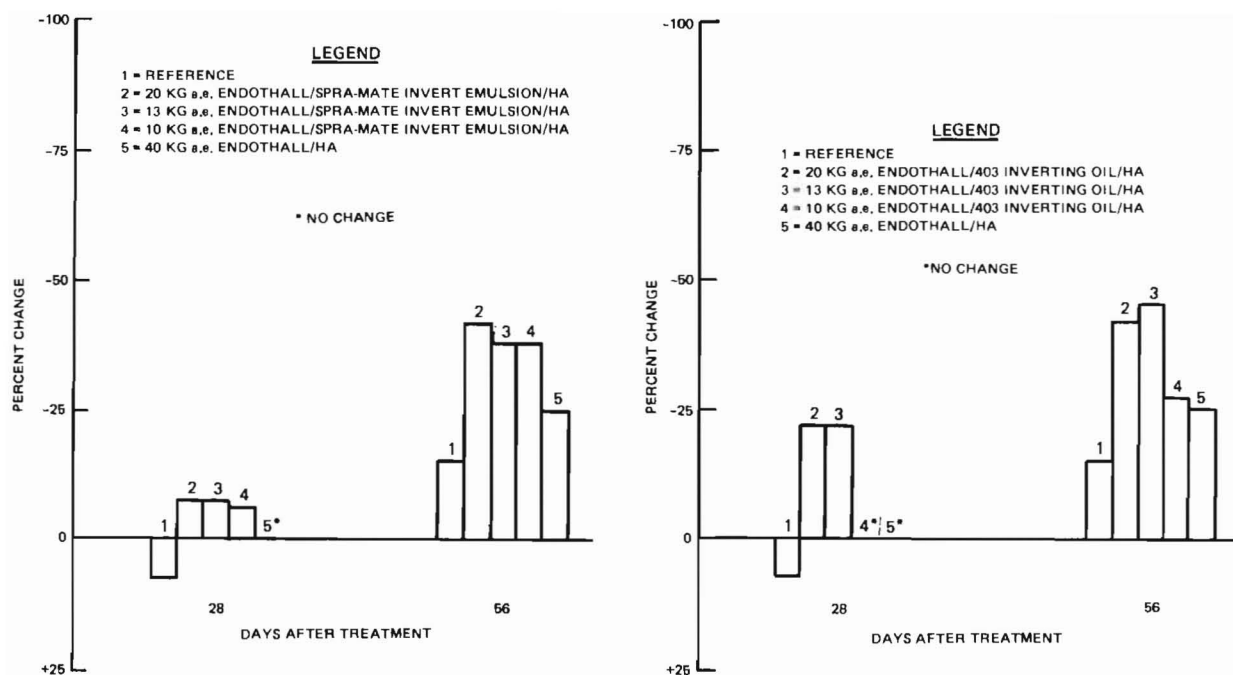 -100
LEGEND
1 = REFERENCE
2 = 20 KG a.e. ENDOTHALL/SPRA-MATE INVERT EMULSION/HA
3 = 13 KG a.e. ENDOTHALL/SPRA-MATE INVERT EMULSION/HA
4 = 10 KG a.e. ENDOTHALL/SPRA-MATE INVERT EMULSION/HA
5 = 40 KG a.e. ENDOTHALL/HA
-75
* NO CHANGE
-50
PERCENT CHANGE
-25
0
+25
1
2
3
4
5*
1
2
3
4
5
28
56
DAYS AFTER TREATMENT
-100
LEGEND
1 = REFERENCE
2 = 20 KG a.e. ENDOTHALL/403 INVERTING OIL/HA
3 = 13 KG a.e. ENDOTHALL/403 INVERTING OIL/HA
4 = 10 KG a.e. ENDOTHALL/403 INVERTING OIL/HA
5 = 40 KG a.e. ENDOTHALL/HA
-75
*NO CHANGE
-50
PERCENT CHANGE
-25
0
+25
1
2
3
4*
5*
1
2
3
4
5
28
56
DAYS AFTER TREATMENT